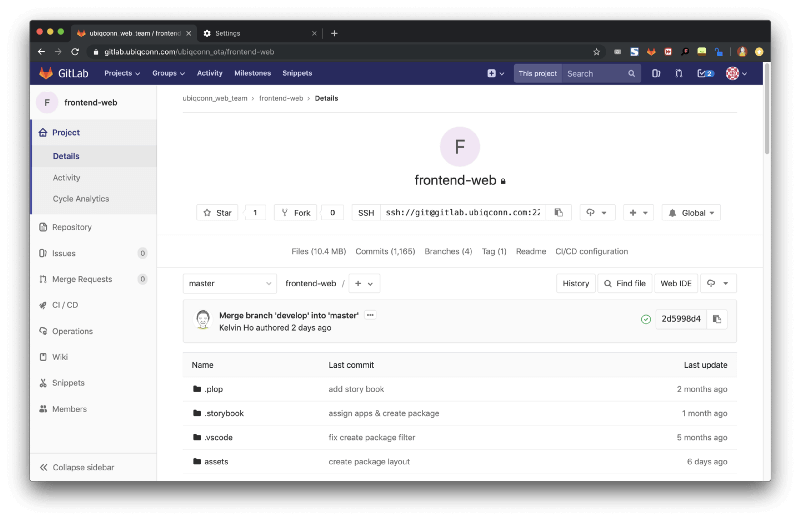 ubiqconn_web_team / frontend
Settings
gitlab.ubiqconn.com/ubiqconn_ota/frontend-web
GitLab Projects Groups Activity Milestones Snippets This project Search 2
F frontend-web
Project
Details
Activity
Cycle Analytics
Repository
Issues 0
Merge Requests 0
CI / CD
Operations
Wiki
Snippets
Members
Collapse sidebar
ubiqconn_web_team › frontend-web › Details
F
frontend-web
Star 1 Fork 0 SSH ssh://git@gitlab.ubiqconn.com:22 Global
Files (10.4 MB) Commits (1,165) Branches (4) Tag (1) Readme CI/CD configuration
master frontend-web / + History Find file Web IDE
Merge branch 'develop' into 'master'
Kelvin Ho authored 2 days ago
2d5998d4
Name Last commit Last update
.plop add story book 2 months ago
.storybook assign apps & create package 1 month ago
.vscode fix create package filter 5 months ago
assets create package layout 6 days ago